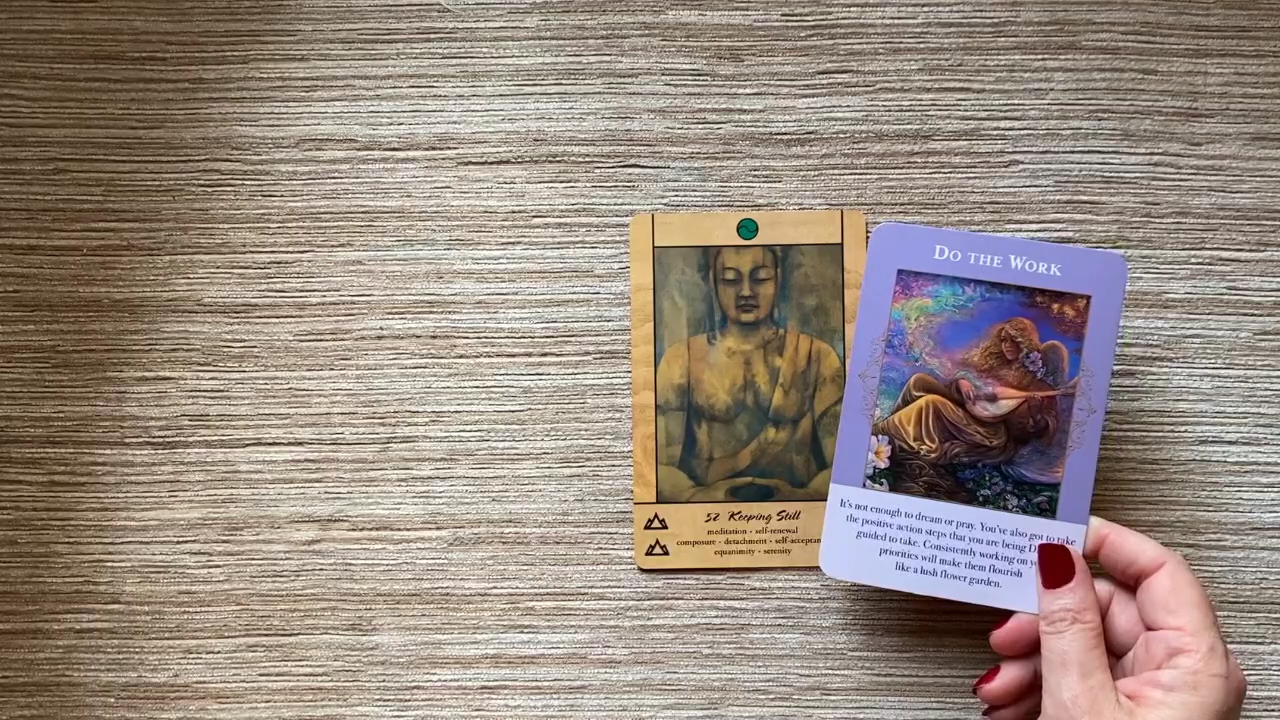 52 Keeping Still
meditation - self-renewal
composure - detachment - self-acceptan
equanimity - serenity
Do the Work
It's not enough to dream or pray. You've also got to take
the positive action steps that you are being D
guided to take. Consistently working on
priorities will make them flourish
like a lush flower garden.